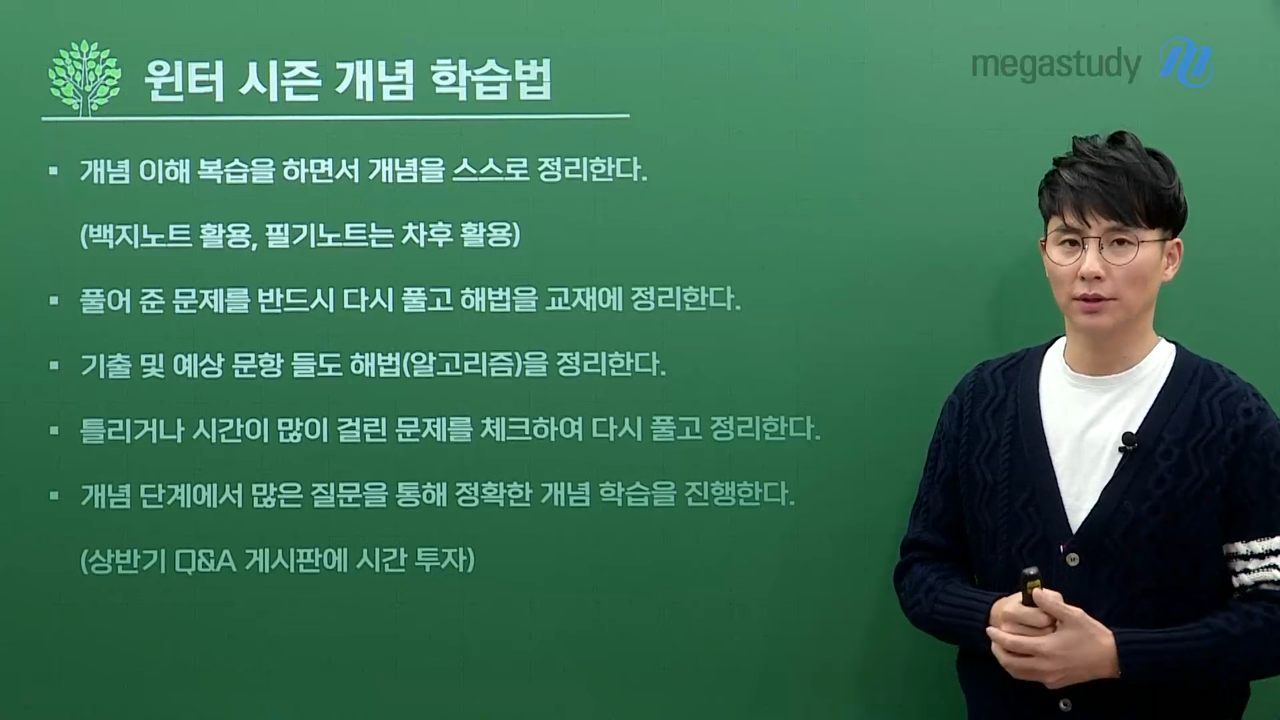 윈터 시즌 개념 학습법
megastudy
개념 이해 복습을 하면서 개념을 스스로 정리한다.
(백지노트 활용, 필기노트는 차후 활용)
풀어 준 문제를 반드시 다시 풀고 해법을 교재에 정리한다.
기출 및 예상 문항 들도 해법(알고리즘)을 정리한다.
틀리거나 시간이 많이 걸린 문제를 체크하여 다시 풀고 정리한다.
개념 단계에서 많은 질문을 통해 정확한 개념 학습을 진행한다.
(상반기 Q&A 게시판에 시간 투자)